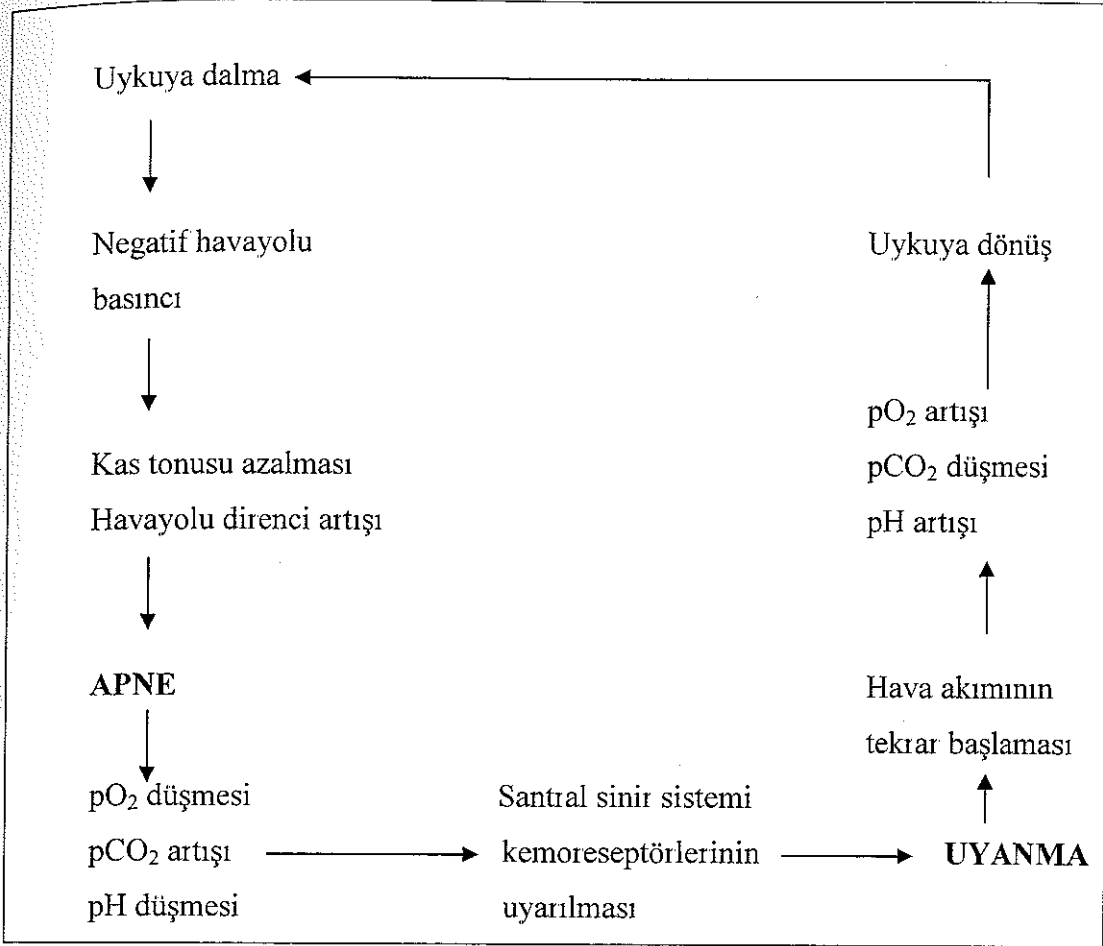 Uykuya dalma
Negatif havayolu
basıncı
Kas tonusu azalması
Havayolu direnci artışı
APNE
pO₂ düşmesi
pCO₂ artışı
pH düşmesi
Santral sinir sistemi
kemoreseptörlerinin
uyarılması
UYANMA
Hava akımının
tekrar başlaması
pO₂ artışı
pCO₂ düşmesi
pH artışı
Uykuya dönüş